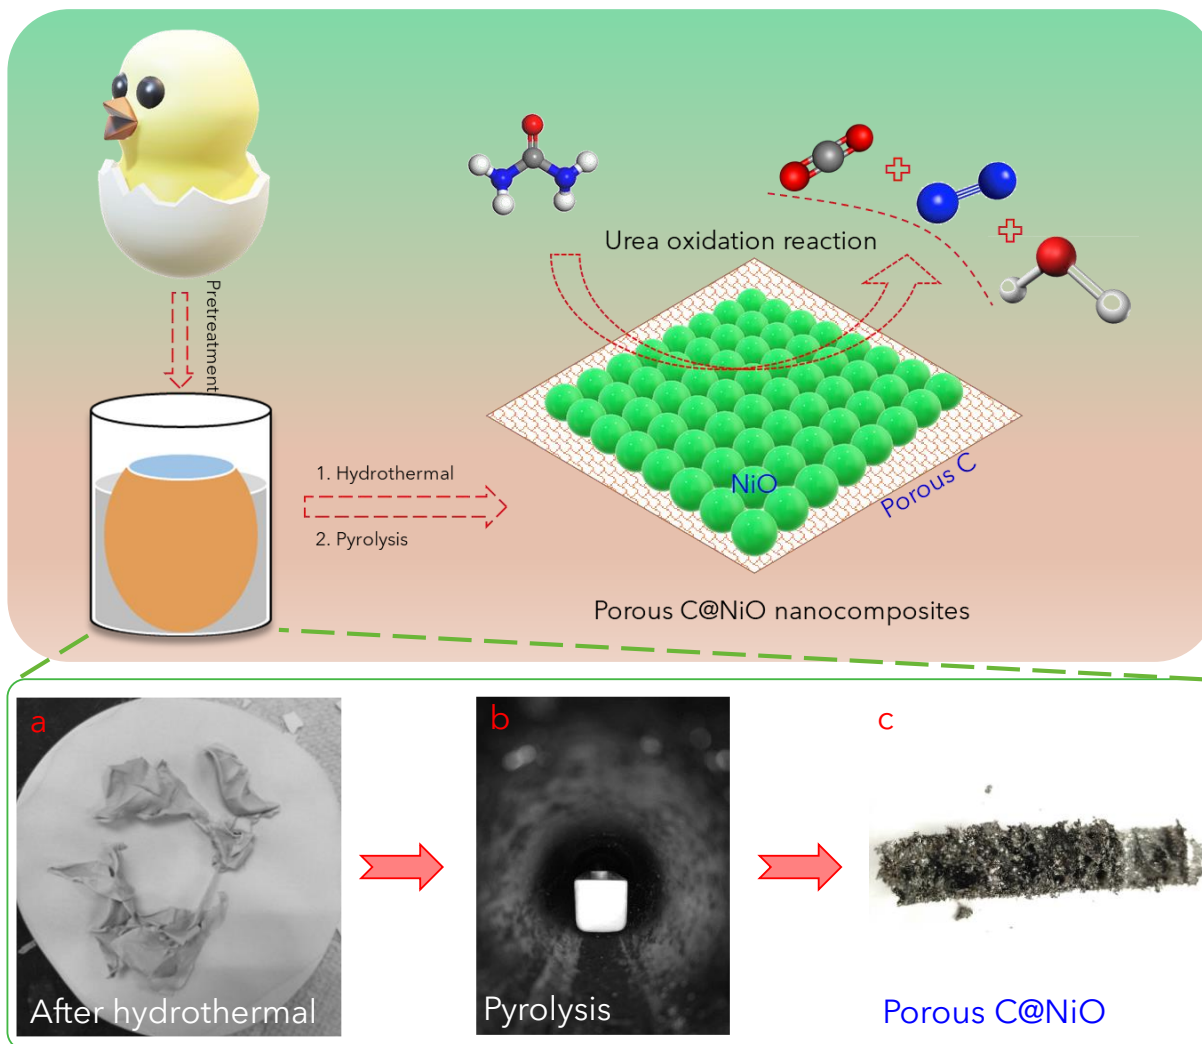 Pretreatment
Urea oxidation reaction
1. Hydrothermal
2. Pyrolysis
NiO
Porous C
Porous C@NiO nanocomposites
a
b
c
After hydrothermal
Pyrolysis
Porous C@NiO